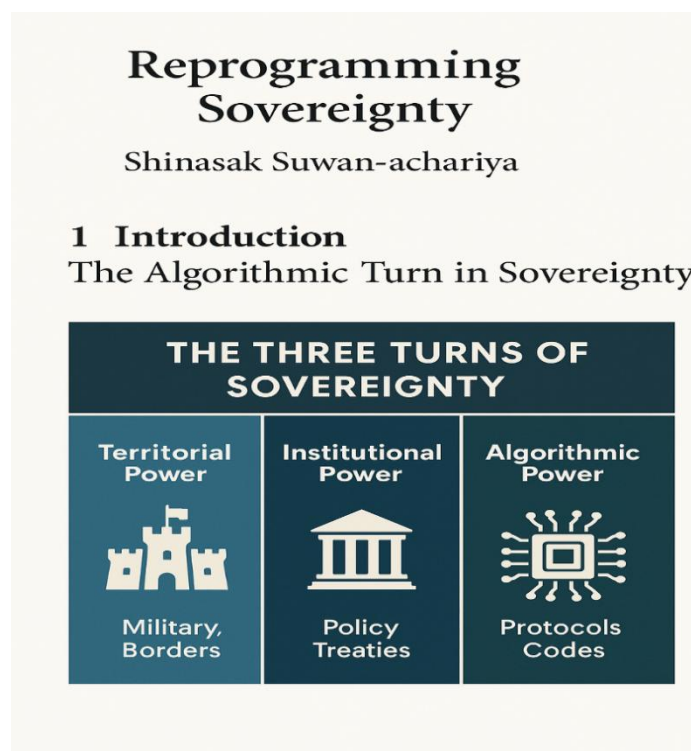 Reprogramming
Sovereignty
Shinasak Suwan-achariya
1 Introduction
The Algorithmic Turn in Sovereignty
THE THREE TURNS OF
SOVEREIGNTY
Territorial
Power
Military,
Borders
Institutional
Power
Policy
Treaties
Algorithmic
Power
Protocols
Codes